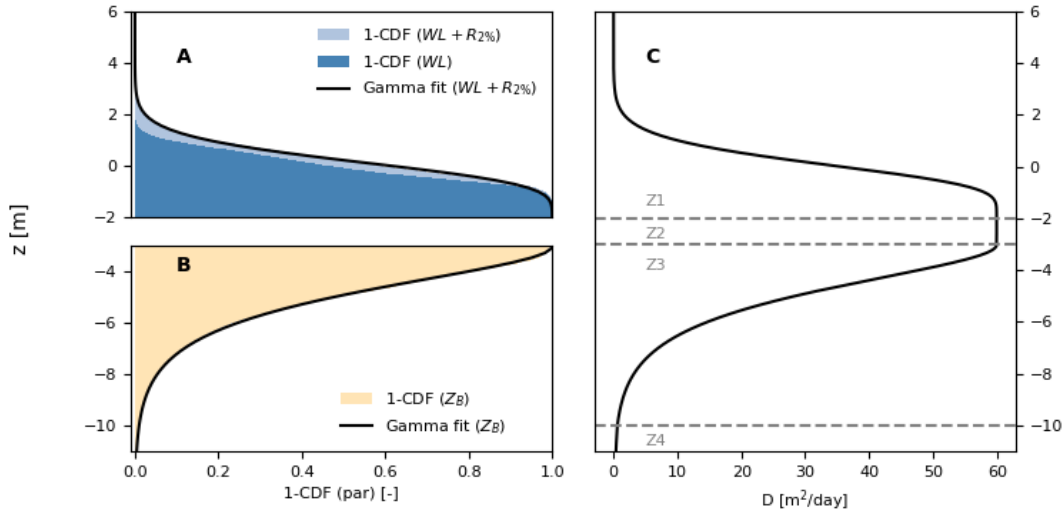 6
4
2
0
−2
A
1-CDF (WL + R2%)
1-CDF (WL)
Gamma fit (WL + R2%)
z [m]
−4
−6
−8
−10
B
1-CDF (ZB)
Gamma fit (ZB)
0.0 0.2 0.4 0.6 0.8 1.0
1-CDF (par) [-]
C
Z1
Z2
Z3
Z4
6
4
2
0
−2
−4
−6
−8
−10
0 10 20 30 40 50 60
D [m²/day]